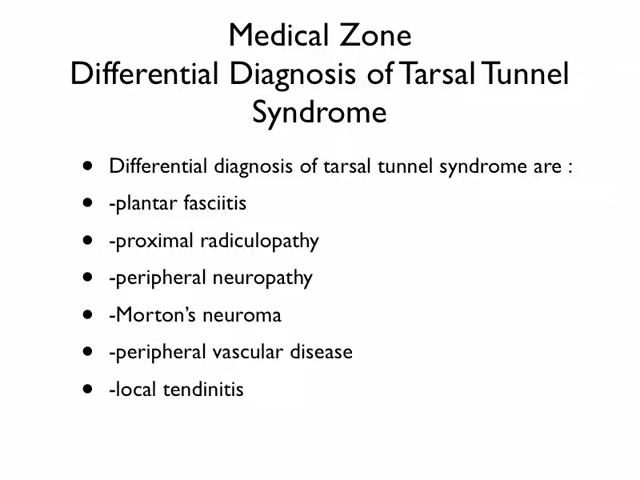 Medical Zone
Differential Diagnosis of Tarsal Tunnel
Syndrome
• Differential diagnosis of tarsal tunnel syndrome are :
• -plantar fasciitis
• -proximal radiculopathy
• -peripheral neuropathy
• -Morton’s neuroma
• -peripheral vascular disease
• -local tendinitis